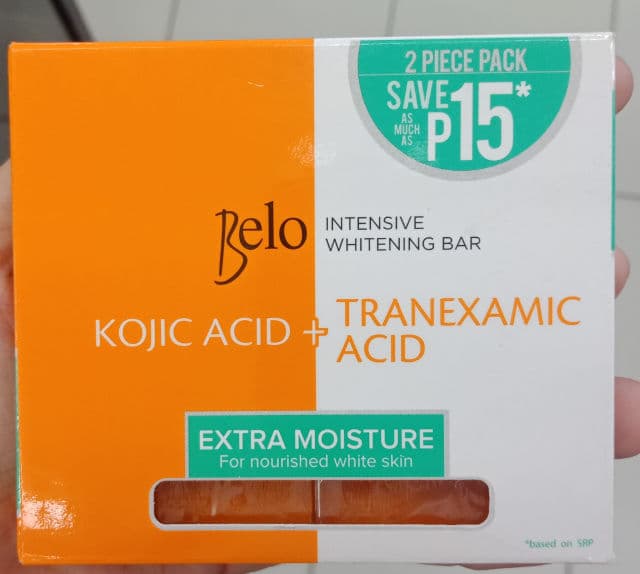 2 PIECE PACK
SAVE
AS
MUCH
AS
P15*
Belo
INTENSIVE
WHITENING BAR
KOJIC ACID +
TRANEXAMIC
ACID
EXTRA MOISTURE
For nourished white skin
*based on SRP